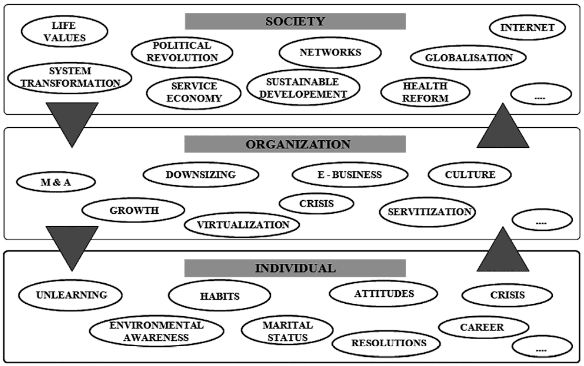 SOCIETY
LIFE
VALUES
INTERNET
POLITICAL
REVOLUTION
NETWORKS
GLOBALISATION
SYSTEM
TRANSFORMATION
SERVICE
ECONOMY
SUSTAINABLE
DEVELOPEMENT
HEALTH
REFORM
....
ORGANIZATION
M & A
DOWNSIZING
E - BUSINESS
CULTURE
GROWTH
VIRTUALIZATION
CRISIS
SERVITIZATION
....
INDIVIDUAL
UNLEARNING
HABITS
ATTITUDES
CRISIS
ENVIRONMENTAL
AWARENESS
MARITAL
STATUS
RESOLUTIONS
CAREER
....